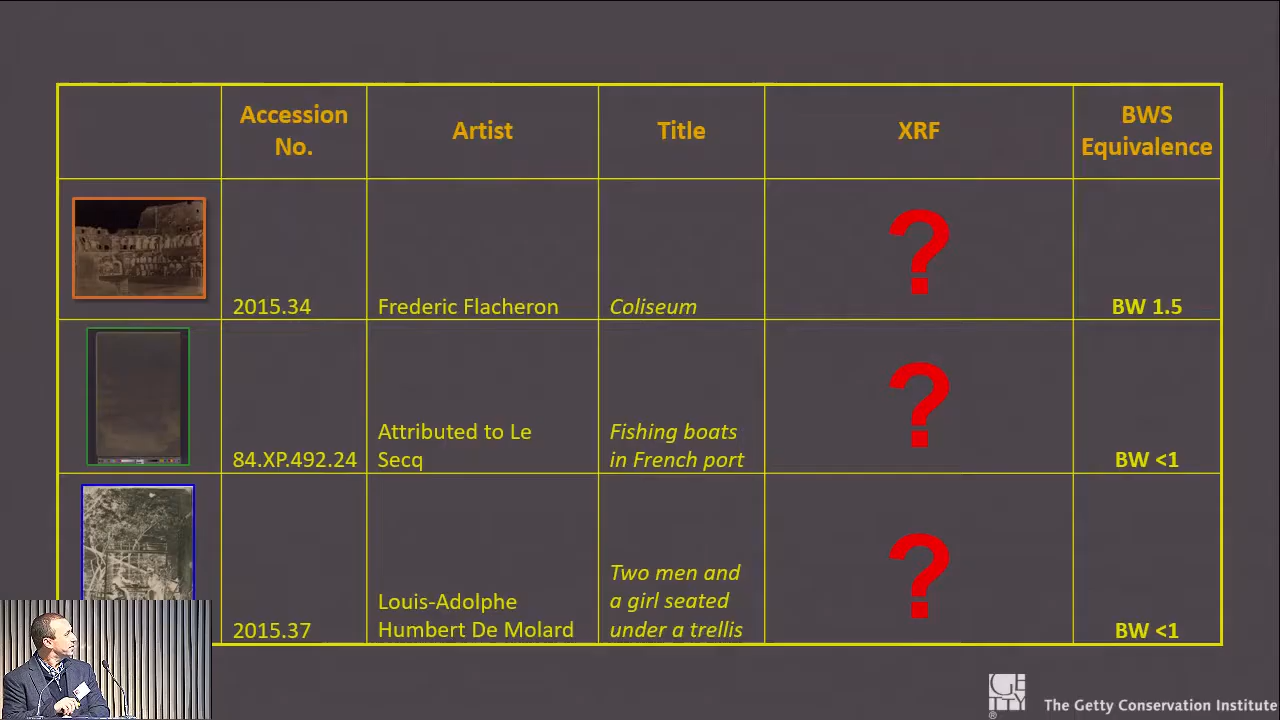 Accession No.
Artist
Title
XRF
BWS Equivalence
?
2015.34
Frederic Flacheron
Coliseum
BW 1.5
?
84.XP.492.24
Attributed to Le
Secq
Fishing boats
in French port
BW <1
?
2015.37
Louis-Adolphe
Humbert De Molard
Two men and
a girl seated
under a trellis
BW <1
GETTY
®
The Getty Conservation Institute